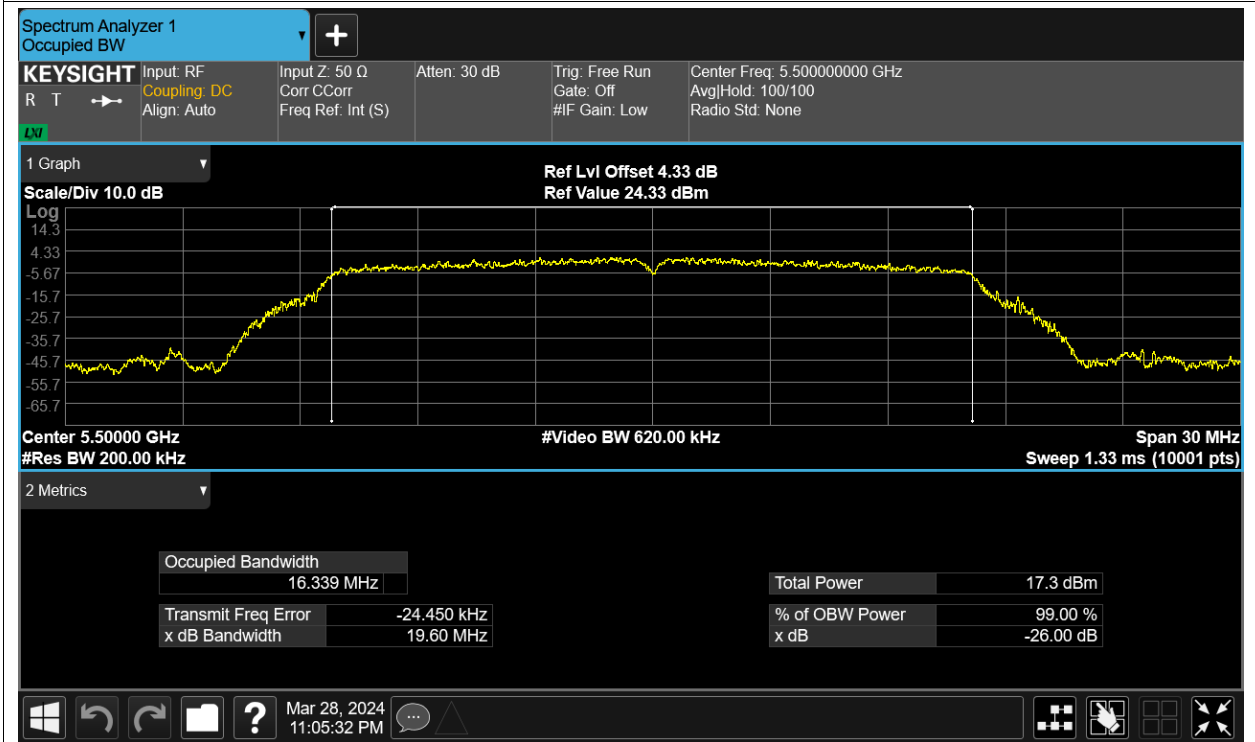 Spectrum Analyzer 1
Occupied BW
KEYSIGHT
R T
LXI
Input: RF
Coupling: DC
Align: Auto
Input Z: 50 Ω
Corr CCorr
Freq Ref: Int (S)
Atten: 30 dB
Trig: Free Run
Gate: Off
#IF Gain: Low
Center Freq: 5.500000000 GHz
Avg|Hold: 100/100
Radio Std: None
1 Graph
Scale/Div 10.0 dB
Ref Lvl Offset 4.33 dB
Ref Value 24.33 dBm
Log
14.3
4.33
-5.67
-15.7
-25.7
-35.7
-45.7
-55.7
-65.7
Center 5.50000 GHz
#Video BW 620.00 kHz
Span 30 MHz
#Res BW 200.00 kHz
Sweep 1.33 ms (10001 pts)
2 Metrics
Occupied Bandwidth
16.339 MHz
Transmit Freq Error -24.450 kHz
x dB Bandwidth 19.60 MHz
Total Power 17.3 dBm
% of OBW Power 99.00 %
x dB -26.00 dB
?
Mar 28, 2024
11:05:32 PM